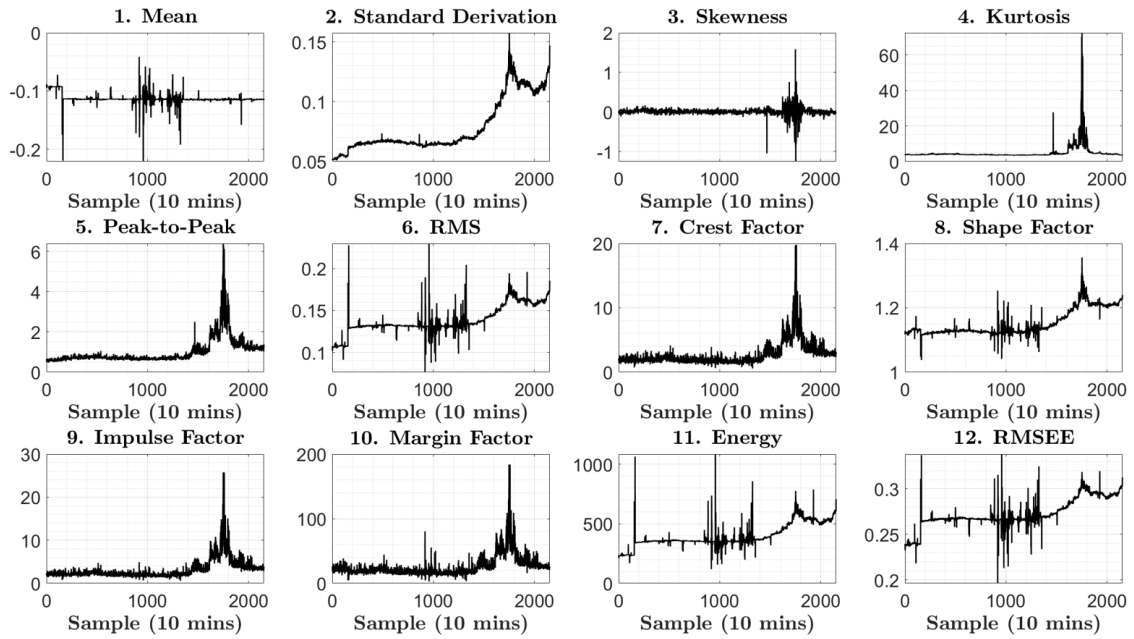 1. Mean
0
-0.1
-0.2
0 1000 2000
Sample (10 mins)
2. Standard Derivation
0.15
0.1
0.05
0 1000 2000
Sample (10 mins)
3. Skewness
2
1
0
-1
0 1000 2000
Sample (10 mins)
4. Kurtosis
60
40
20
0
0 1000 2000
Sample (10 mins)
5. Peak-to-Peak
6
4
2
0
0 1000 2000
Sample (10 mins)
6. RMS
0.2
0.15
0.1
0 1000 2000
Sample (10 mins)
7. Crest Factor
20
10
0
0 1000 2000
Sample (10 mins)
8. Shape Factor
1.4
1.2
1
0 1000 2000
Sample (10 mins)
9. Impulse Factor
30
20
10
0
0 1000 2000
Sample (10 mins)
10. Margin Factor
200
100
0
0 1000 2000
Sample (10 mins)
11. Energy
1000
500
0
0 1000 2000
Sample (10 mins)
12. RMSEE
0.3
0.25
0.2
0 1000 2000
Sample (10 mins)